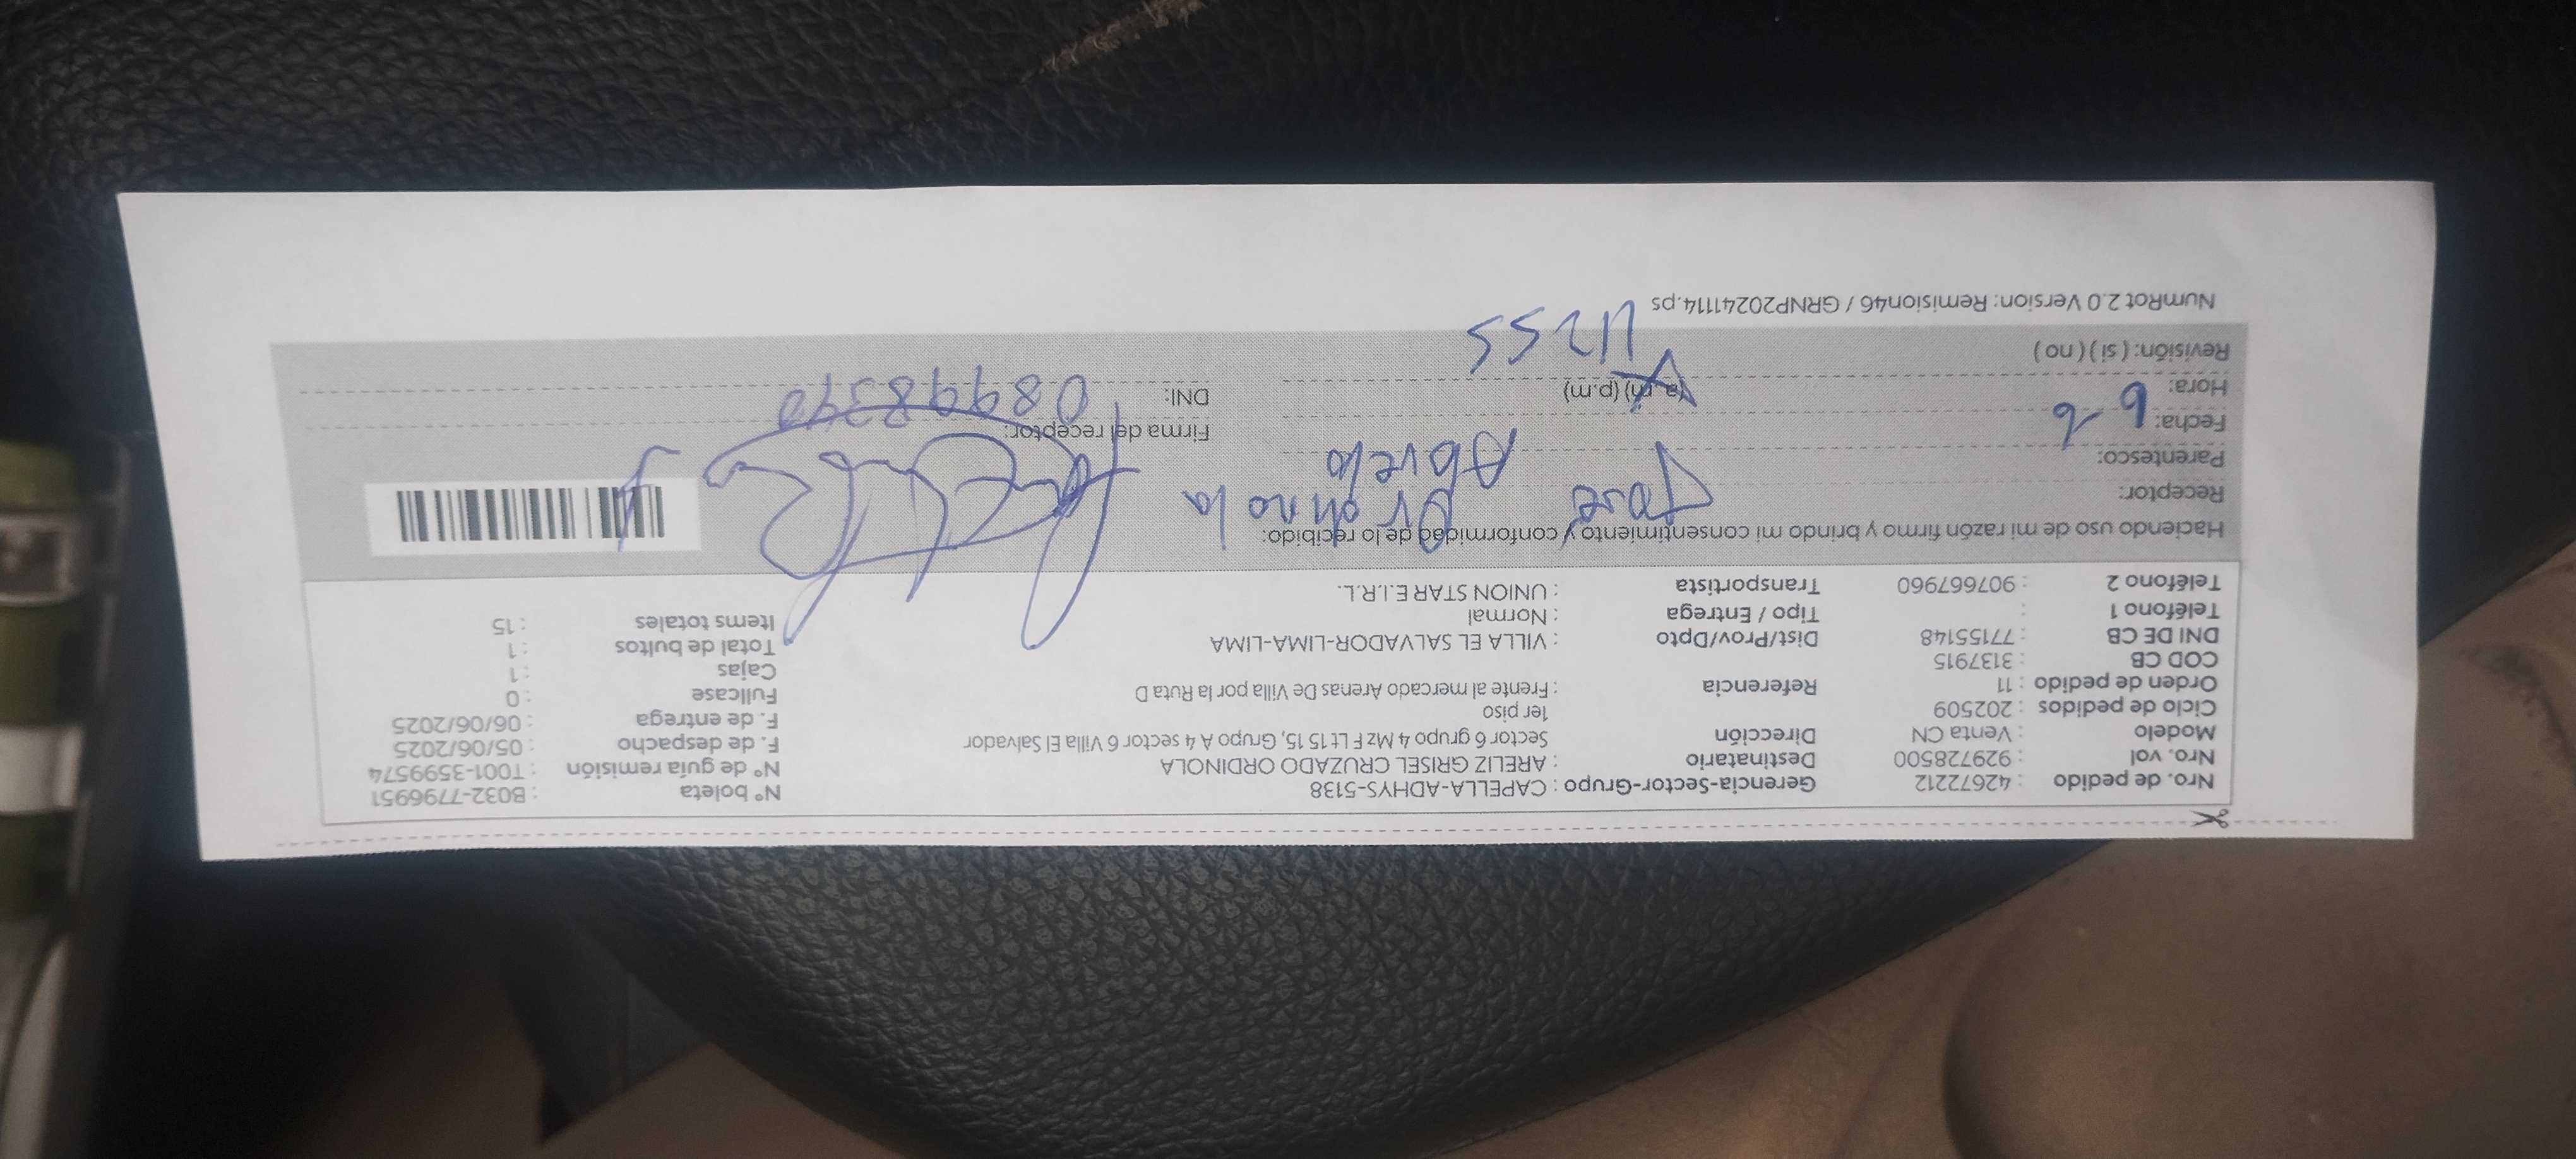 Nro. de pedido : 42672212 Gerencia-Sector-Grupo : CAPELLA-ADHYS-5138 N° boleta : B032-7796951
Nro. vol : 929728500 Destinatario : ARELIZ GRISEL CRUZADO ORDINOLA N° de guía remisión : T001-3599574
Modelo : Venta CN Dirección Sector 6 grupo 4 Mz F Lt 15 15, Grupo A 4 sector 6 Villa El Salvador F. de despacho : 05/06/2025
Ciclo de pedidos : 202509 1er piso F. de entrega : 06/06/2025
Orden de pedido : 11 Referencia : Frente al mercado Arenas De Villa por la Ruta D Fullcase : 0
COD CB : 3137915 Cajas : 1
DNI DE CB : 77155148 Dist/Prov/Dpto : VILLA EL SALVADOR-LIMA-LIMA Total de bultos : 1
Teléfono 1 : Tipo / Entrega : Normal Items totales : 15
Teléfono 2 : 907667960 Transportista : UNION STAR E.I.R.L.
Haciendo uso de mi razón firmo y brindo mi consentimiento y conformidad de lo recibido:
Receptor: Jose Ordinola
Parentesco: Abuelo
Fecha: 6-6 Firma del receptor:
Hora: (a.m) (p.m) DNI: 08998340
Revisión: ( si ) ( no ) 11255
NumRot 2.0 Version: Remision46 / GRNP20241114.ps